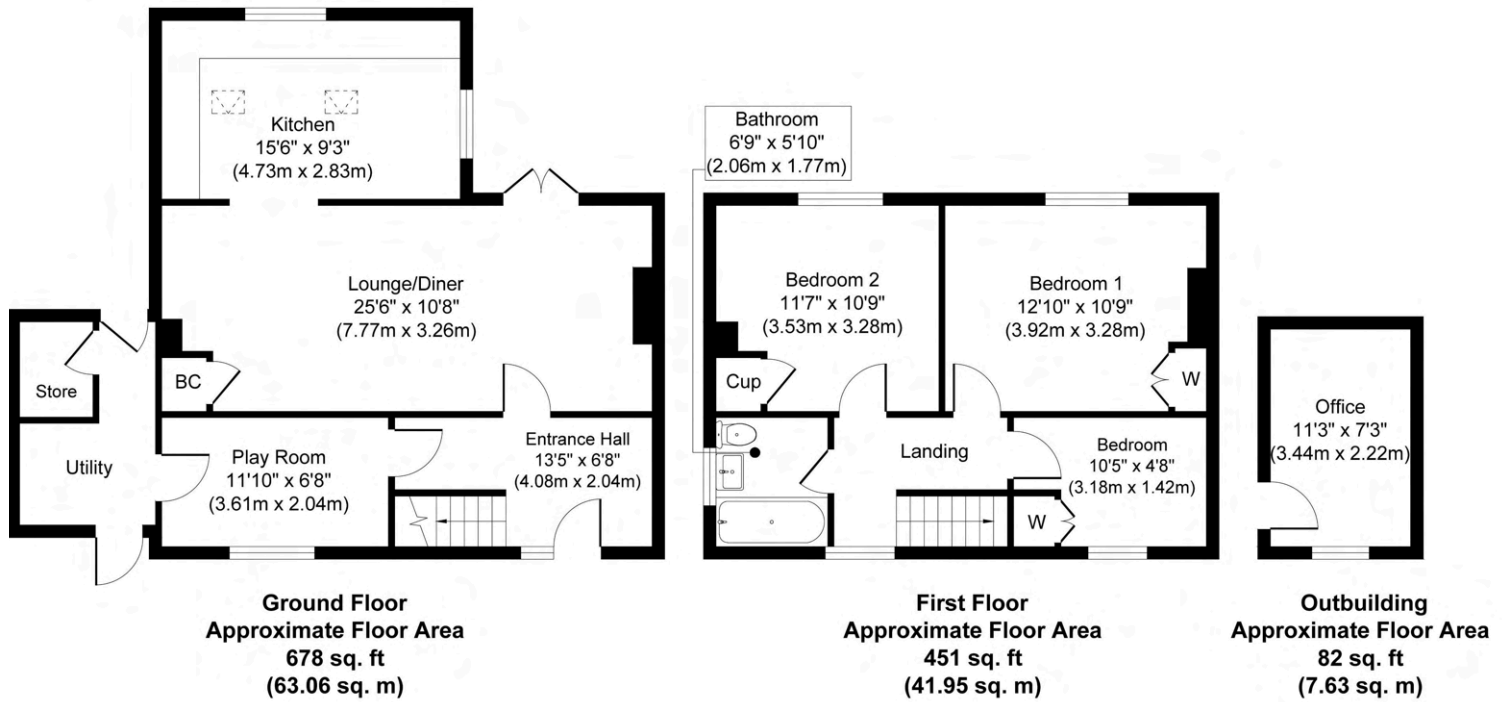 Kitchen
15'6" x 9'3"
(4.73m x 2.83m)
Lounge/Diner
25'6" x 10'8"
(7.77m x 3.26m)
BC
Store
Utility
Play Room
11'10" x 6'8"
(3.61m x 2.04m)
Entrance Hall
13'5" x 6'8"
(4.08m x 2.04m)
Ground Floor
Approximate Floor Area
678 sq. ft
(63.06 sq. m)
Bathroom
6'9" x 5'10"
(2.06m x 1.77m)
Bedroom 2
11'7" x 10'9"
(3.53m x 3.28m)
Bedroom 1
12'10" x 10'9"
(3.92m x 3.28m)
Cup
W
Landing
Bedroom
10'5" x 4'8"
(3.18m x 1.42m)
W
First Floor
Approximate Floor Area
451 sq. ft
(41.95 sq. m)
Office
11'3" x 7'3"
(3.44m x 2.22m)
Outbuilding
Approximate Floor Area
82 sq. ft
(7.63 sq. m)